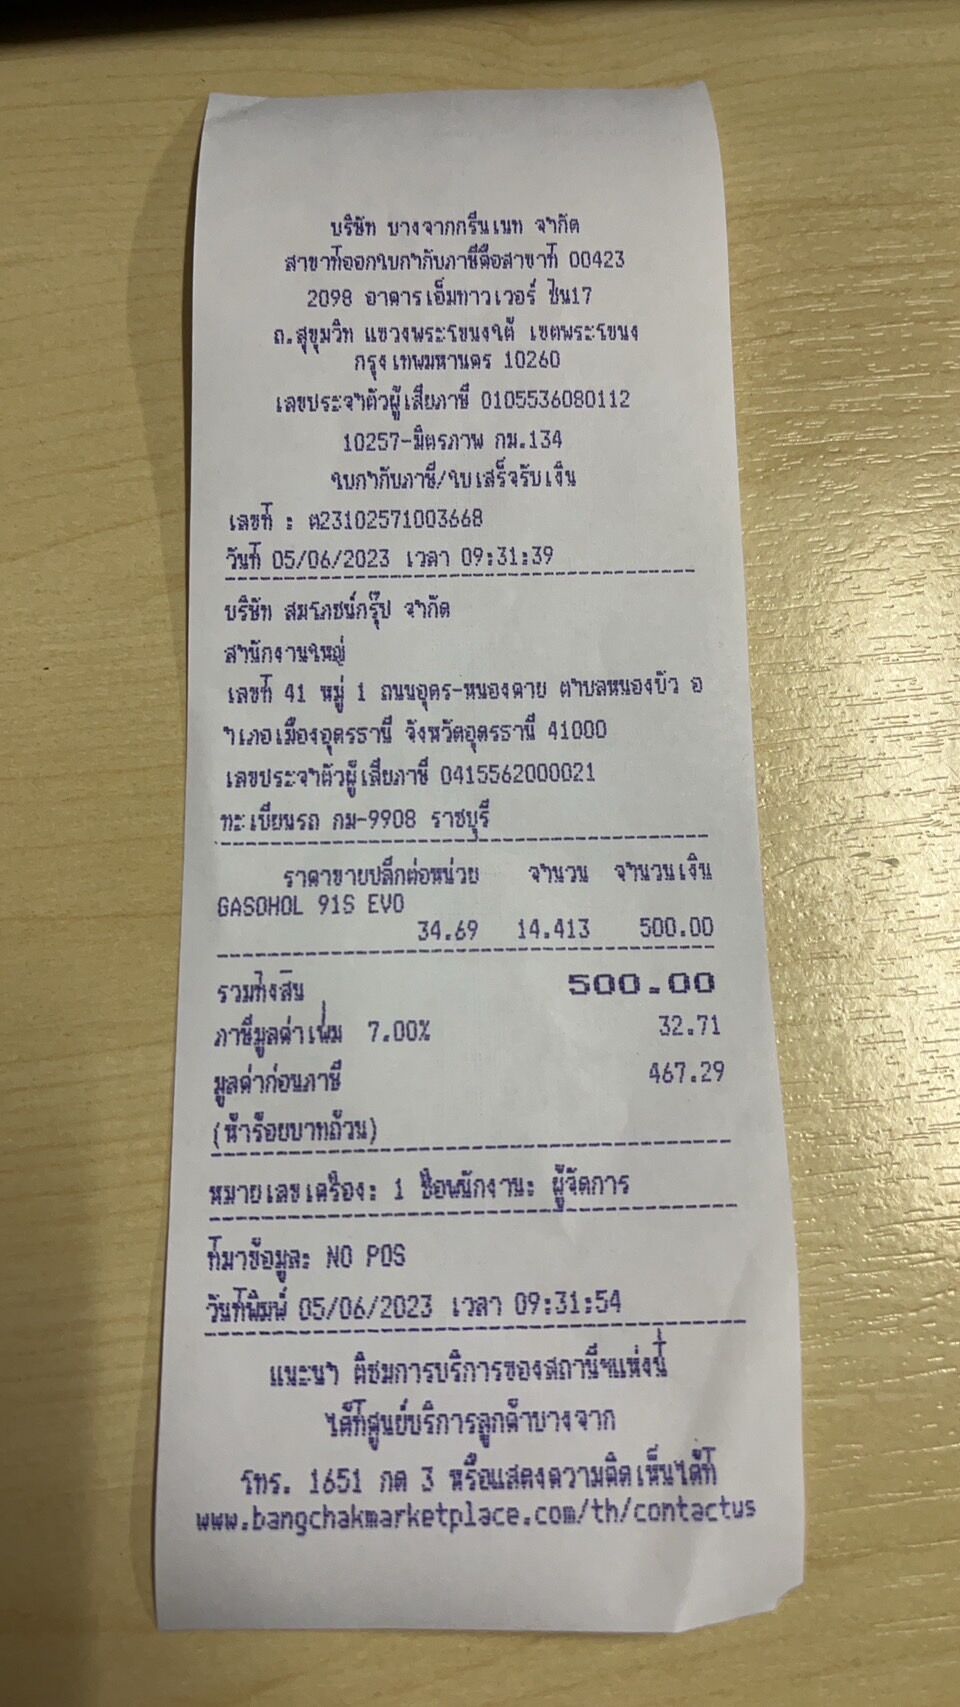 บริษัท บางจากกรีนเนท จำกัด
สาขาที่ออกใบกำกับภาษีคือสาขาที่ 00423
2098 อาคารเอ็มทาวเวอร์ ชั้น17
ถ.สุขุมวิท แขวงพระโขนงใต้ เขตพระโขนง
กรุงเทพมหานคร 10260
เลขประจำตัวผู้เสียภาษี 0105536080112
10257-มิตรภาพ กม.134
ใบกำกับภาษี/ใบเสร็จรับเงิน
เลขที่ : ต23102571003668
วันที่ 05/06/2023 เวลา 09:31:39
บริษัท สมโภชน์กรุ๊ป จำกัด
สำนักงานใหญ่
เลขที่ 41 หมู่ 1 ถนนอุดร-หนองคาย ตำบลหนองบัว อ
ำเภอเมืองอุดรธานี จังหวัดอุดรธานี 41000
เลขประจำตัวผู้เสียภาษี 0415562000021
ทะเบียนรถ กม-9908 ราชบุรี
ราคาขายปลีกต่อหน่วย จำนวน จำนวนเงิน
GASOHOL 91S EVO
34.69 14.413 500.00
รวมทั้งสิ้น 500.00
ภาษีมูลค่าเพิ่ม 7.00% 32.71
มูลค่าก่อนภาษี 467.29
(ห้าร้อยบาทถ้วน)
หมายเลขเครื่อง: 1 ชื่อพนักงาน: ผู้จัดการ
ที่มาข้อมูล: NO POS
วันที่พิมพ์ 05/06/2023 เวลา 09:31:54
แนะนำ ติชมการบริการของสถานีฯแห่งนี้
ได้ที่ศูนย์บริการลูกค้าบางจาก
โทร. 1651 กด 3 หรือแสดงความคิดเห็นได้ที่
www.bangchakmarketplace.com/th/contactus